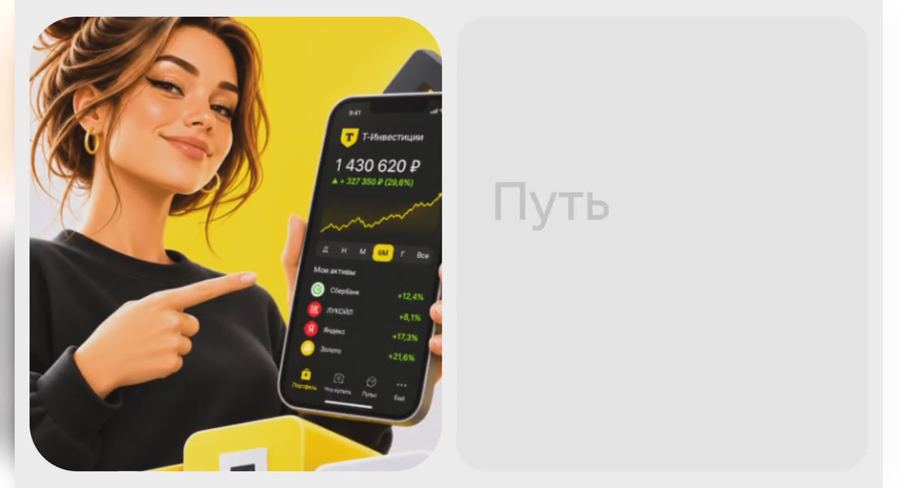 9:41
Т-Инвестиции
1 430 620 ₽
▲ + 327 350 ₽ (29,6%)
Д Н М 6М Г Все
Мои активы
Сбербанк +12,4%
ЛУКОЙЛ +8,1%
Яндекс +17,3%
Золото +21,6%
Портфель Что купить Пульс Ещё
Путь